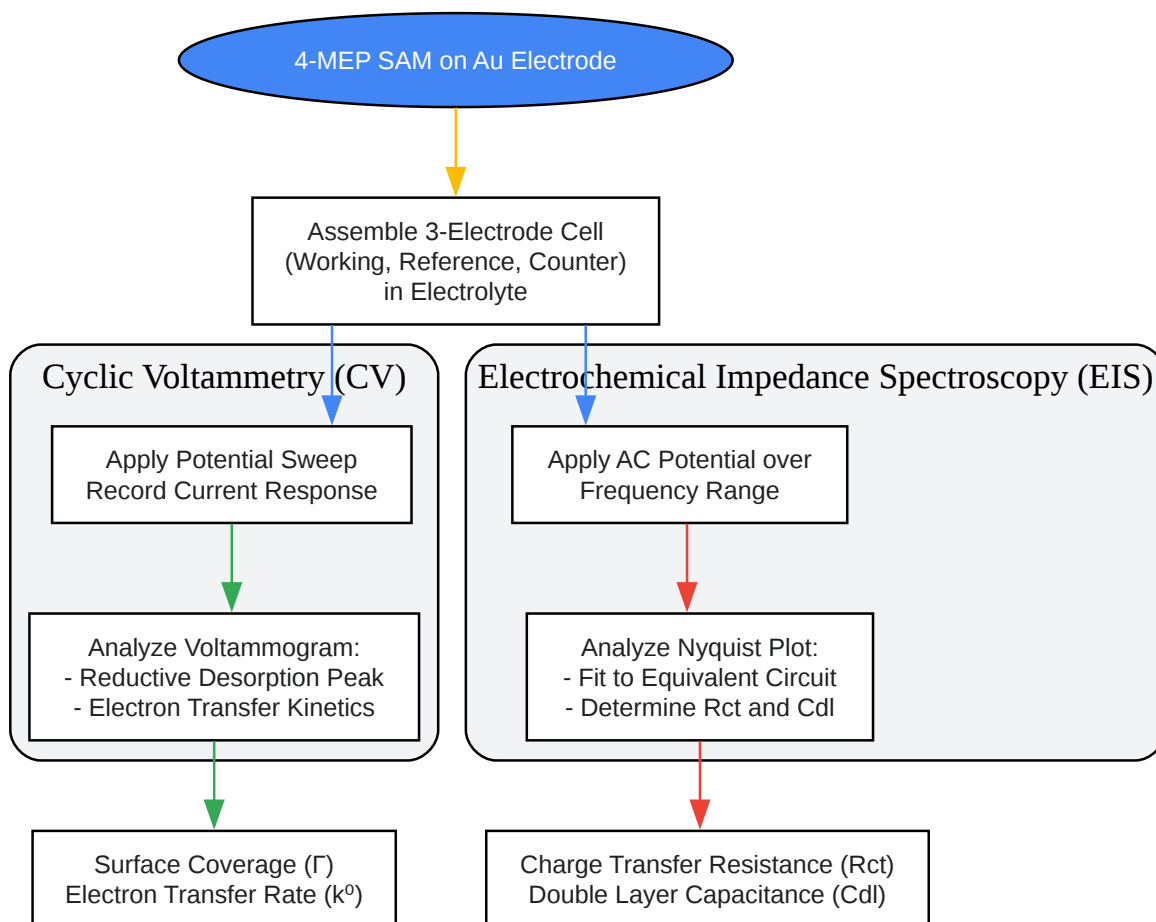 4-MEP SAM on Au Electrode
Assemble 3-Electrode Cell
(Working, Reference, Counter)
in Electrolyte
Cyclic Voltammetry (CV)
Apply Potential Sweep
Record Current Response
Analyze Voltammogram:
- Reductive Desorption Peak
- Electron Transfer Kinetics
Surface Coverage (Γ)
Electron Transfer Rate (k⁰)
Electrochemical Impedance Spectroscopy (EIS)
Apply AC Potential over
Frequency Range
Analyze Nyquist Plot:
- Fit to Equivalent Circuit
- Determine Rct and Cdl
Charge Transfer Resistance (Rct)
Double Layer Capacitance (Cdl)